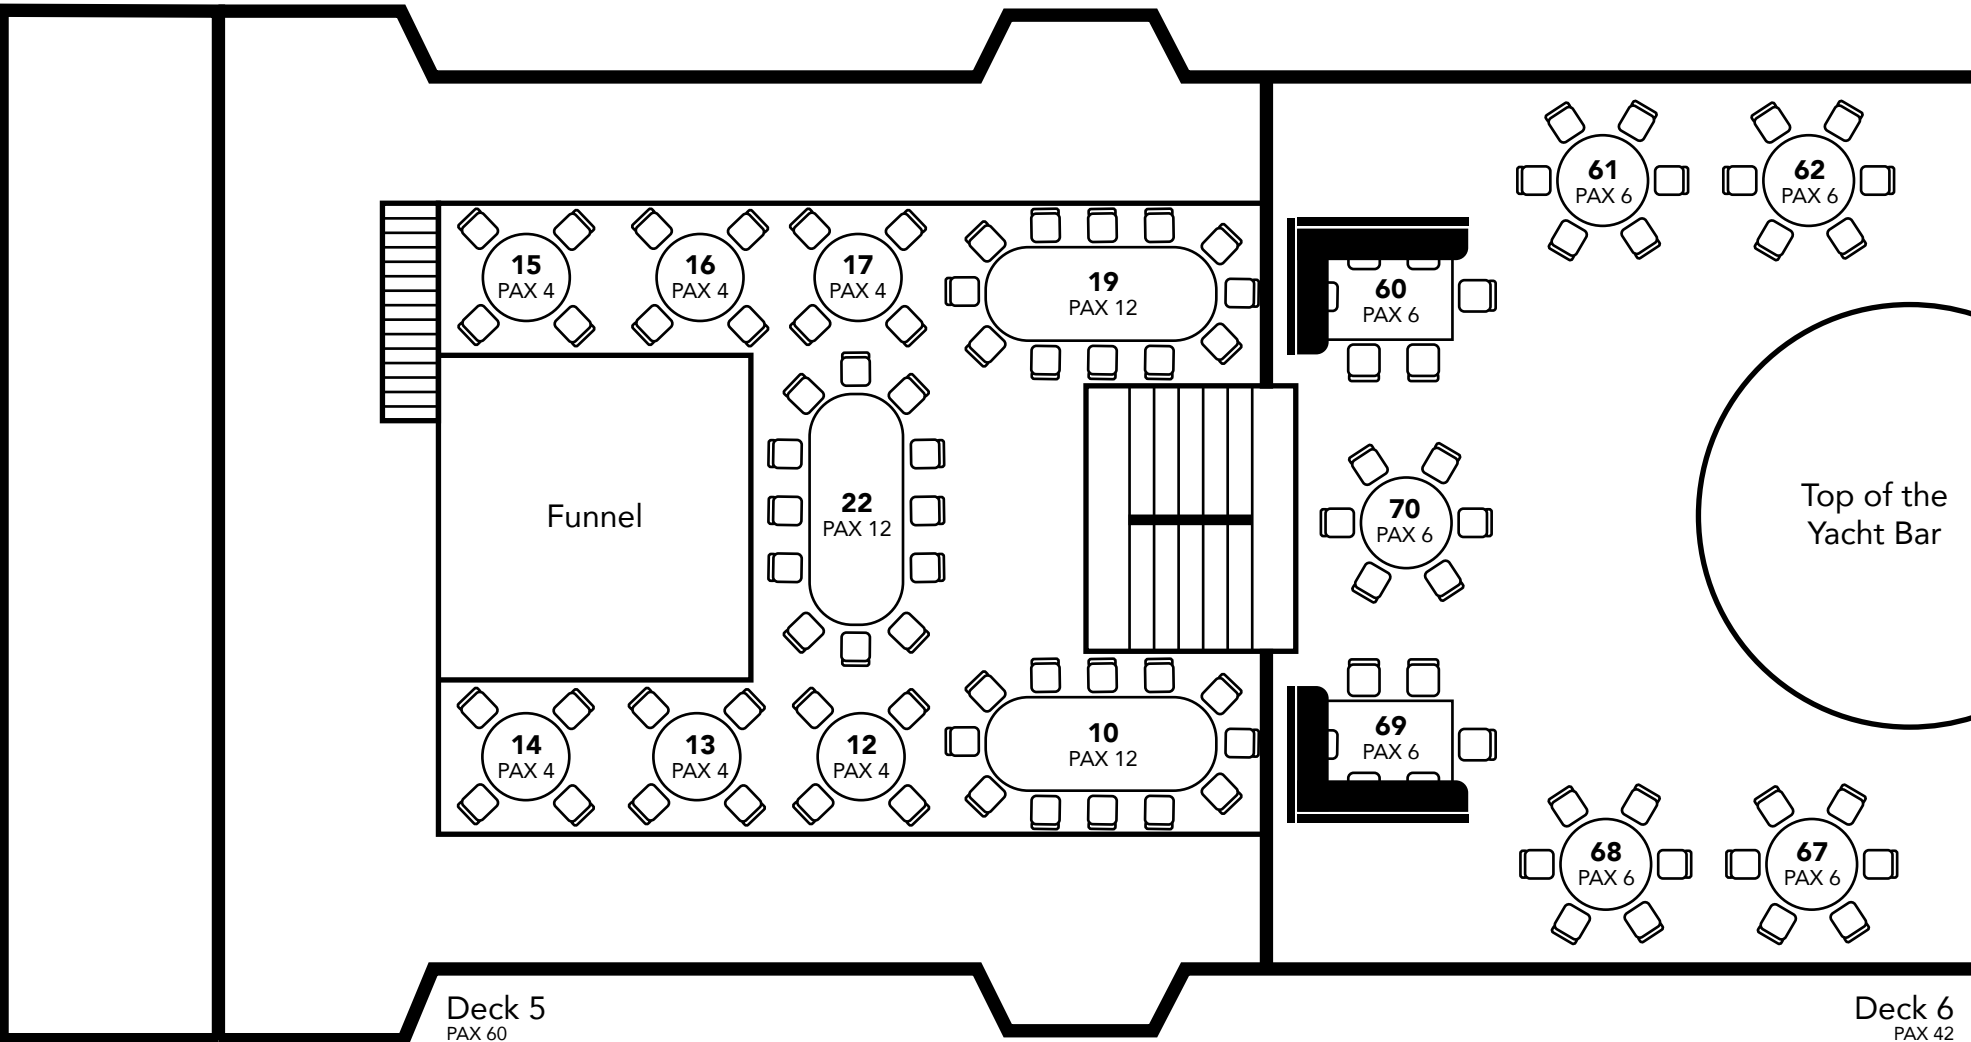 61
PAX 6
62
PAX 6
15
PAX 4
16
PAX 4
17
PAX 4
19
PAX 12
60
PAX 6
22
PAX 12
Funnel
70
PAX 6
Top of the
Yacht Bar
14
PAX 4
13
PAX 4
12
PAX 4
10
PAX 12
69
PAX 6
68
PAX 6
67
PAX 6
Deck 5
PAX 60
Deck 6
PAX 42